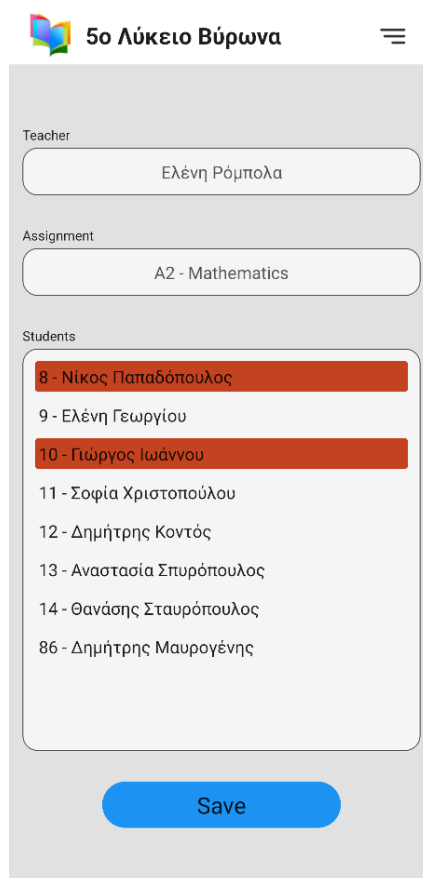 5ο Λύκειο Βύρωνα
Teacher
Ελένη Ρόμπολα
Assignment
A2 - Mathematics
Students
8 - Νίκος Παπαδόπουλος
9 - Ελένη Γεωργίου
10 - Γιώργος Ιωάννου
11 - Σοφία Χριστοπούλου
12 - Δημήτρης Κοντός
13 - Αναστασία Σπυρόπουλος
14 - Θανάσης Σταυρόπουλος
86 - Δημήτρης Μαυρογένης
Save